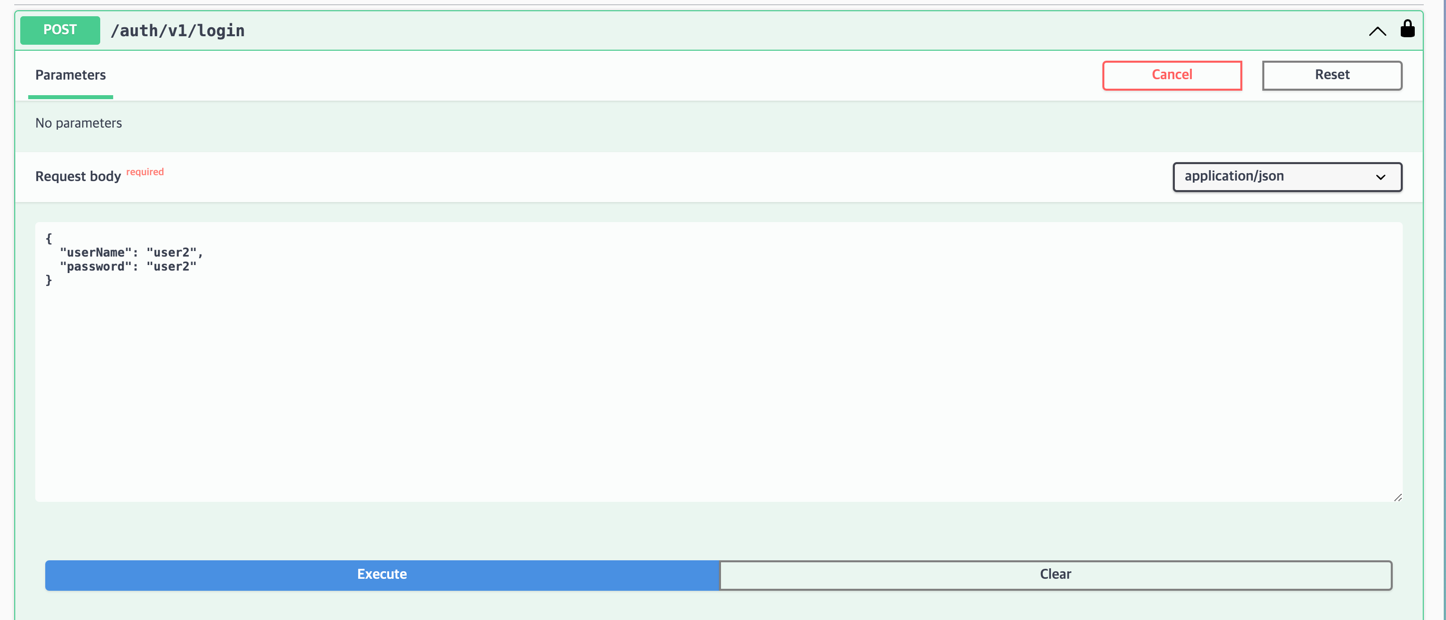 POST /auth/v1/login
Parameters
Cancel
Reset
No parameters
Request body required
application/json
{
  "userName": "user2",
  "password": "user2"
}
Execute
Clear